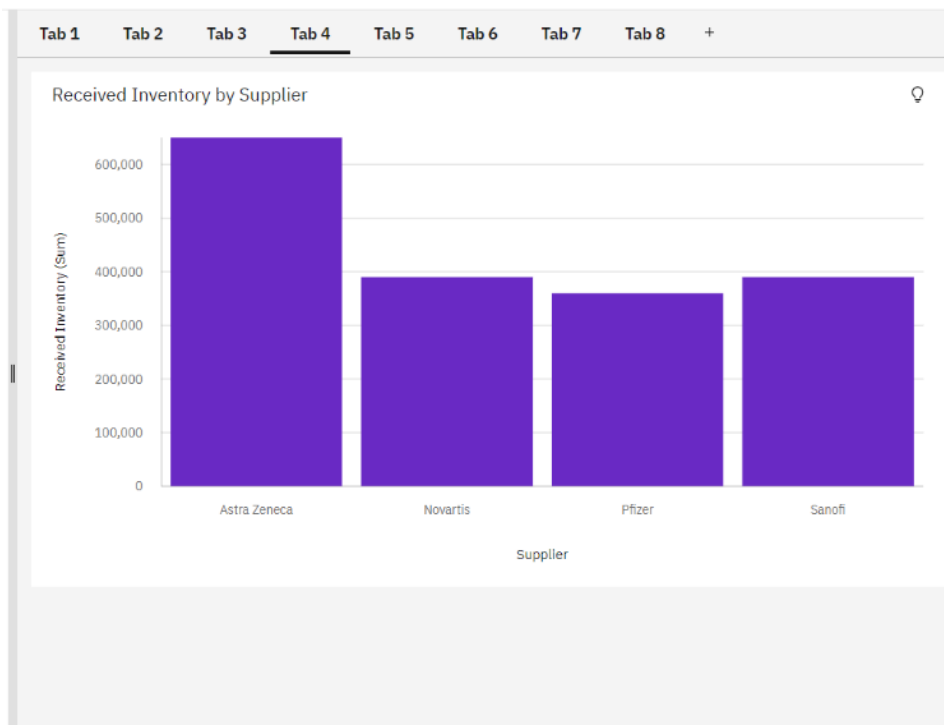 Tab 1 Tab 2 Tab 3 Tab 4 Tab 5 Tab 6 Tab 7 Tab 8 +
Received Inventory by Supplier
Received Inventory (Sum)
600,000
500,000
400,000
300,000
200,000
100,000
0
Astra Zeneca Novartis Pfizer Sanofi
Supplier